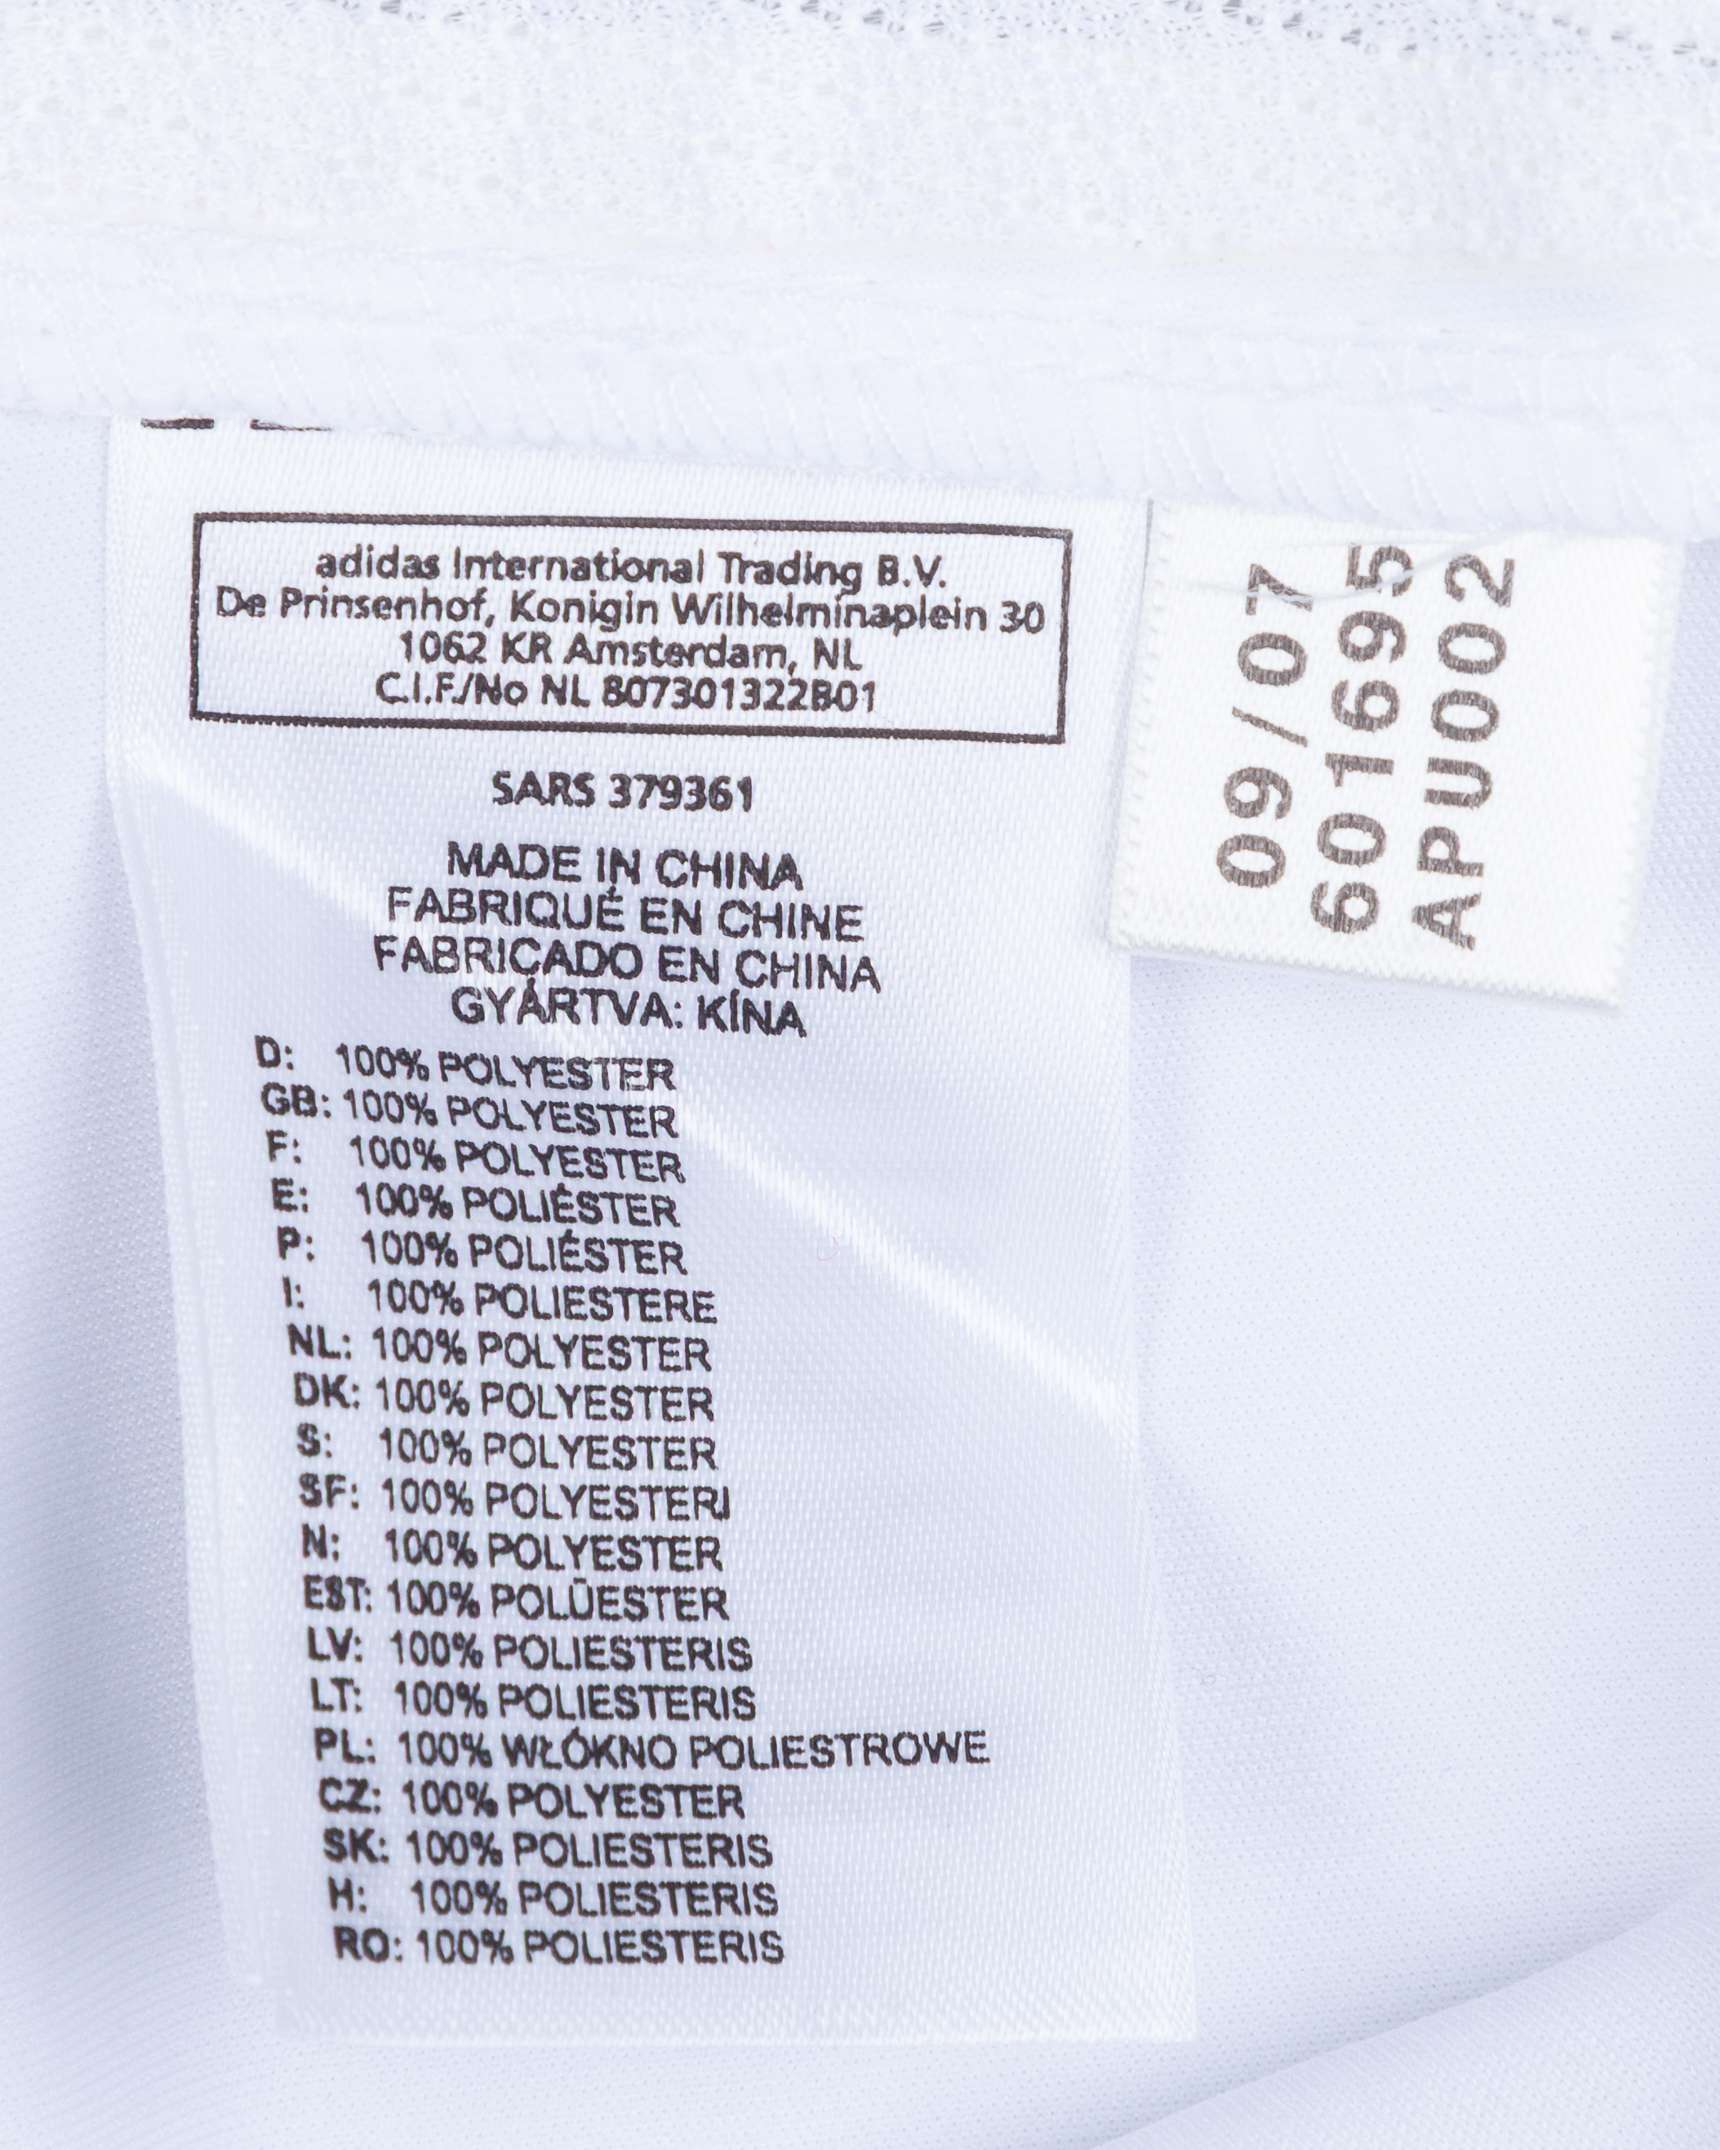 adidas International Trading B.V.
De Prinsenhof, Konigin Wilhelminaplein 30
1062 KR Amsterdam, NL
C.I.F./No NL 807301322B01
SARS 379361
MADE IN CHINA
FABRIQUÉ EN CHINE
FABRICADO EN CHINA
GYÁRTVA: KÍNA
D: 100% POLYESTER
GB: 100% POLYESTER
F: 100% POLYESTER
E: 100% POLIÉSTER
P: 100% POLIÉSTER
I: 100% POLIESTERE
NL: 100% POLYESTER
DK: 100% POLYESTER
S: 100% POLYESTER
SF: 100% POLYESTERI
N: 100% POLYESTER
EST: 100% POLÜESTER
LV: 100% POLIESTERIS
LT: 100% POLIESTERIS
PL: 100% WŁÓKNO POLIESTROWE
CZ: 100% POLYESTER
SK: 100% POLIESTERIS
H: 100% POLIESTERIS
RO: 100% POLIESTERIS
09/07
601695
APU002